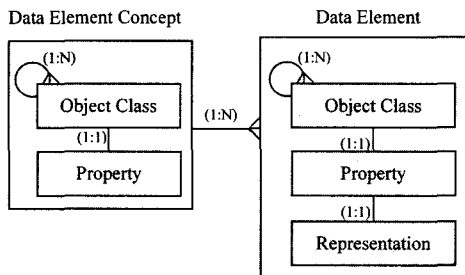 Data Element Concept
(1:N)
Object Class
(1:1)
Property
(1:N)
Data Element
(1:N)
Object Class
(1:1)
Property
(1:1)
Representation